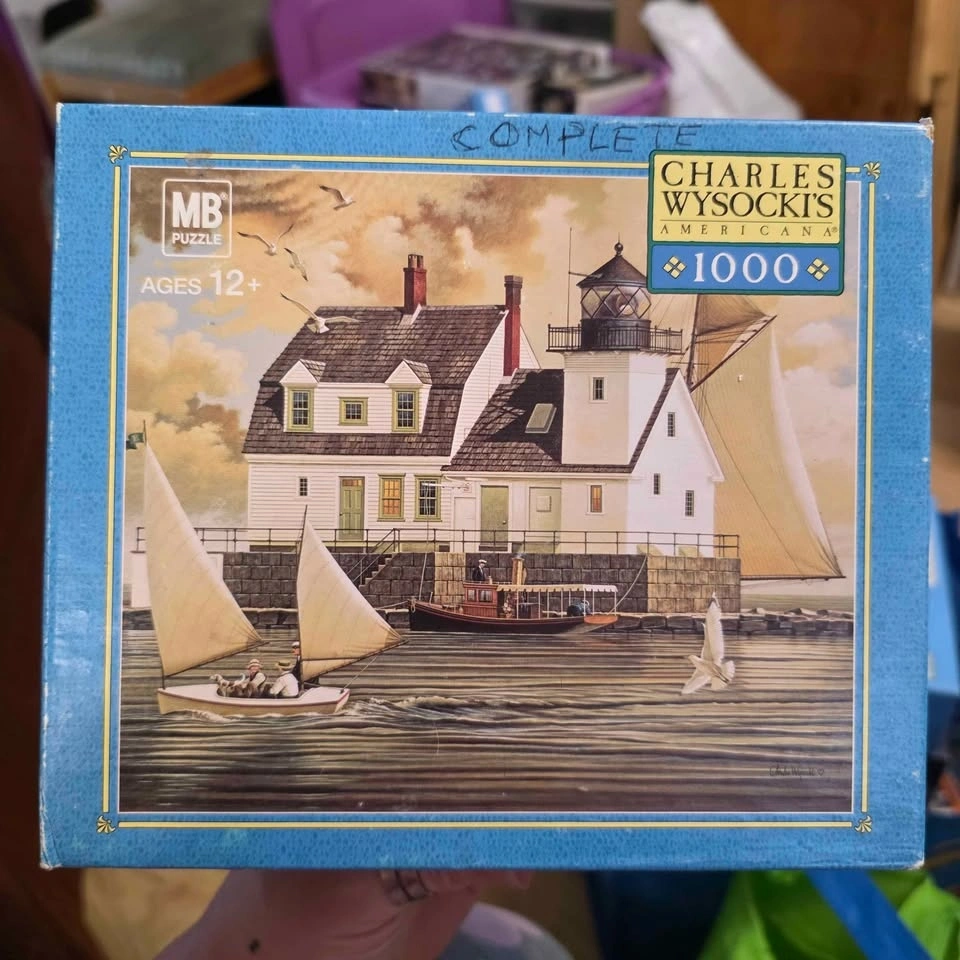 COMPLETE
CHARLES
WYSOCKI'S
AMERICANA®
1000
MB®
PUZZLE
AGES 12+